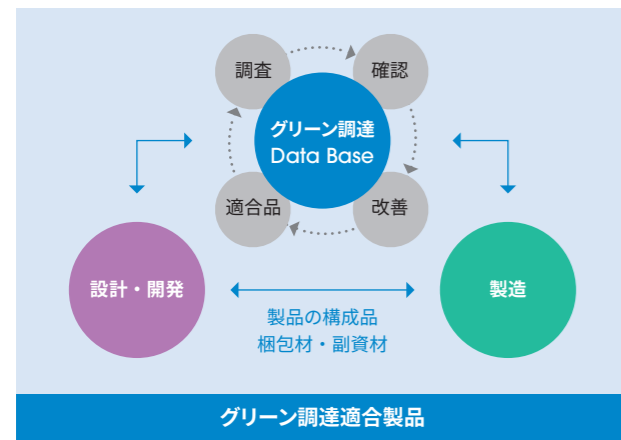 調査
確認
グリーン調達
Data Base
適合品
改善
設計・開発
製造
製品の構成品
梱包材・副資材
グリーン調達適合製品